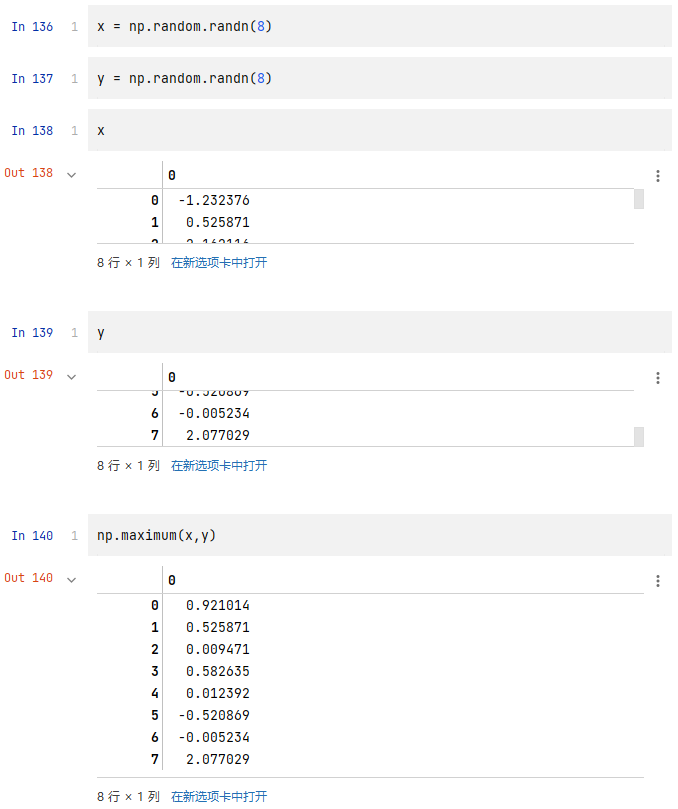 In 136 1 x = np.random.randn(8)
In 137 1 y = np.random.randn(8)
In 138 1 x
Out 138
0
0 -1.232376
1 0.525871
8 行 × 1 列 在新选项卡中打开
In 139 1 y
Out 139
0
5 -0.520869
6 -0.005234
7 2.077029
8 行 × 1 列 在新选项卡中打开
In 140 1 np.maximum(x,y)
Out 140
0
0 0.921014
1 0.525871
2 0.009471
3 0.582635
4 0.012392
5 -0.520869
6 -0.005234
7 2.077029
8 行 × 1 列 在新选项卡中打开